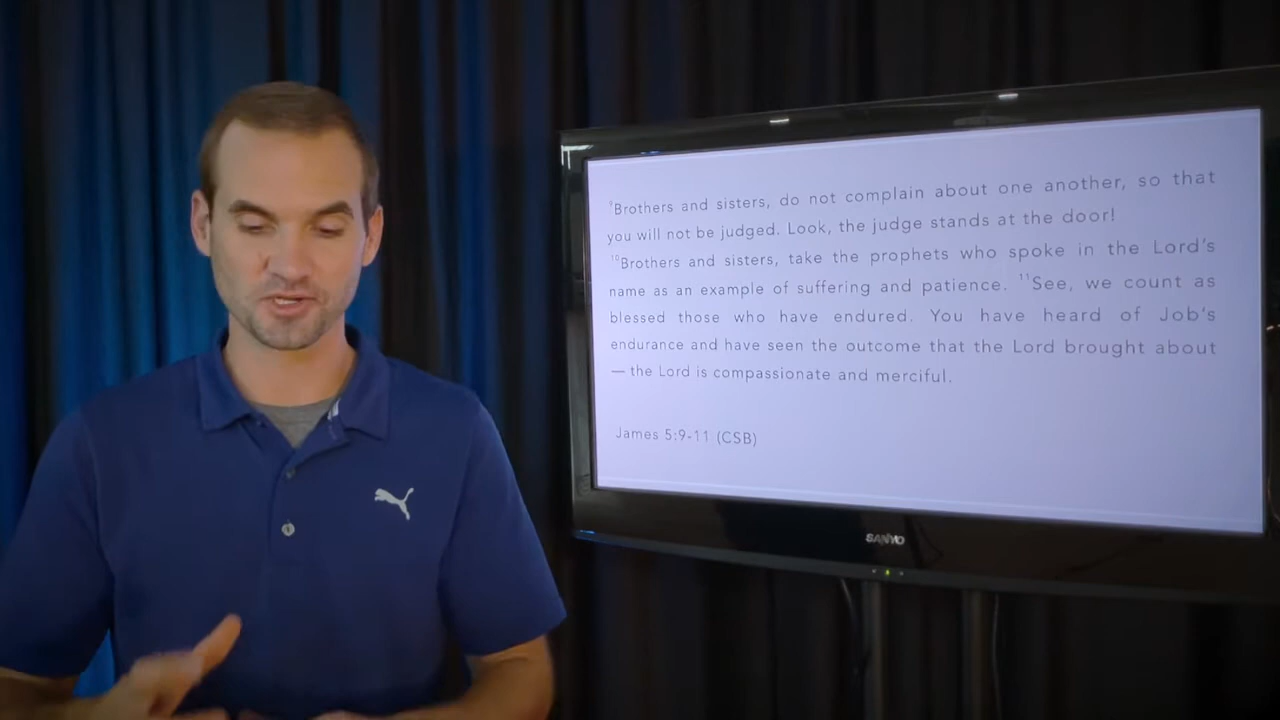 ⁹Brothers and sisters, do not complain about one another, so that
you will not be judged. Look, the judge stands at the door!
¹⁰Brothers and sisters, take the prophets who spoke in the Lord's
name as an example of suffering and patience. ¹¹See, we count as
blessed those who have endured. You have heard of Job's
endurance and have seen the outcome that the Lord brought about
— the Lord is compassionate and merciful.
James 5:9-11 (CSB)
SANYO